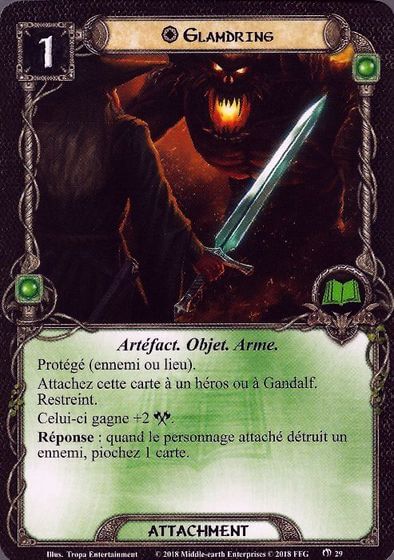 1
GLAMDRING
Artéfact. Objet. Arme.
Protégé (ennemi ou lieu).
Attachez cette carte à un héros ou à Gandalf.
Restreint.
Celui-ci gagne +2 .
Réponse : quand le personnage attaché détruit un
ennemi, piochez 1 carte.
ATTACHMENT
Illus. Tropa Entertainment © 2018 Middle-earth Enterprises © 2018 FFG 29